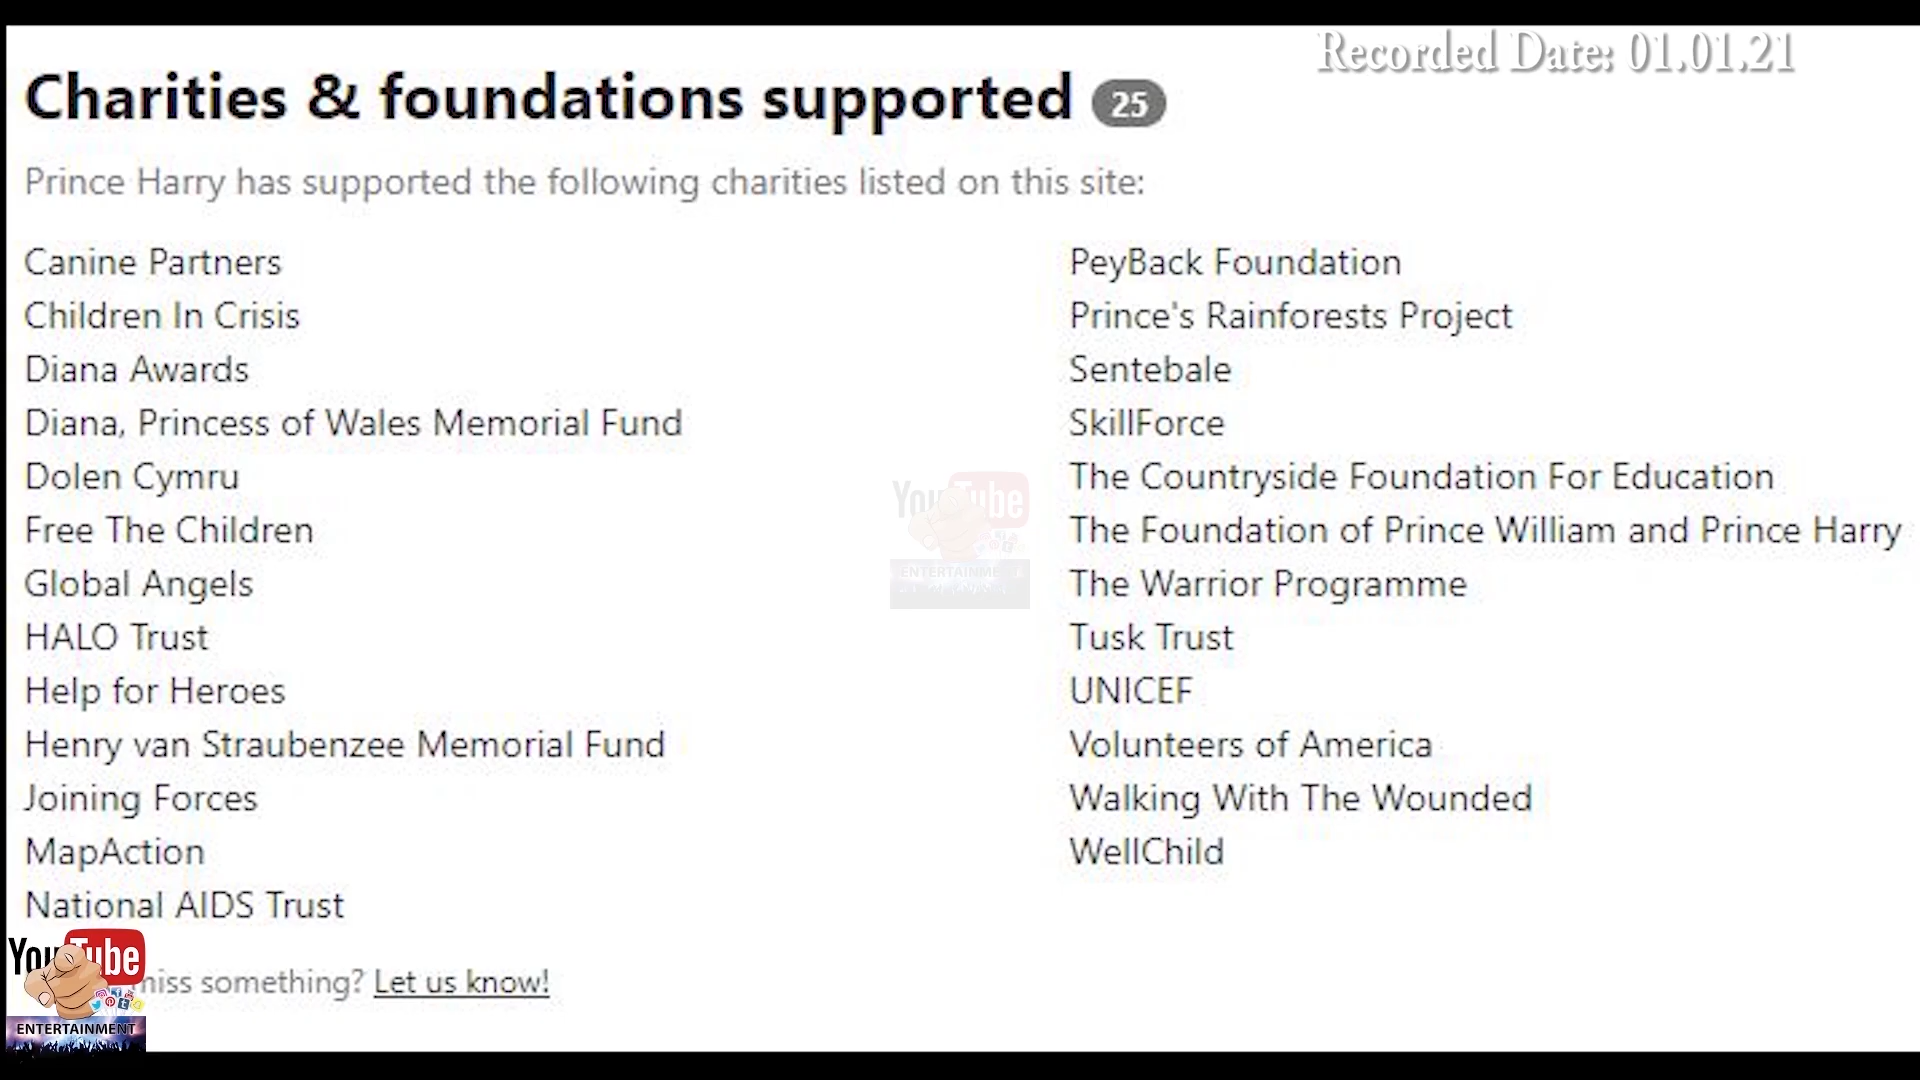 Recorded Date: 01.01.21
Charities & foundations supported 25
Prince Harry has supported the following charities listed on this site:
Canine Partners
Children In Crisis
Diana Awards
Diana, Princess of Wales Memorial Fund
Dolen Cymru
Free The Children
Global Angels
HALO Trust
Help for Heroes
Henry van Straubenzee Memorial Fund
Joining Forces
MapAction
National AIDS Trust
PeyBack Foundation
Prince's Rainforests Project
Sentebale
SkillForce
The Countryside Foundation For Education
The Foundation of Prince William and Prince Harry
The Warrior Programme
Tusk Trust
UNICEF
Volunteers of America
Walking With The Wounded
WellChild
YouTube
ENTERTAINMENT
miss something? Let us know!
YouTube
ENTERTAINMENT